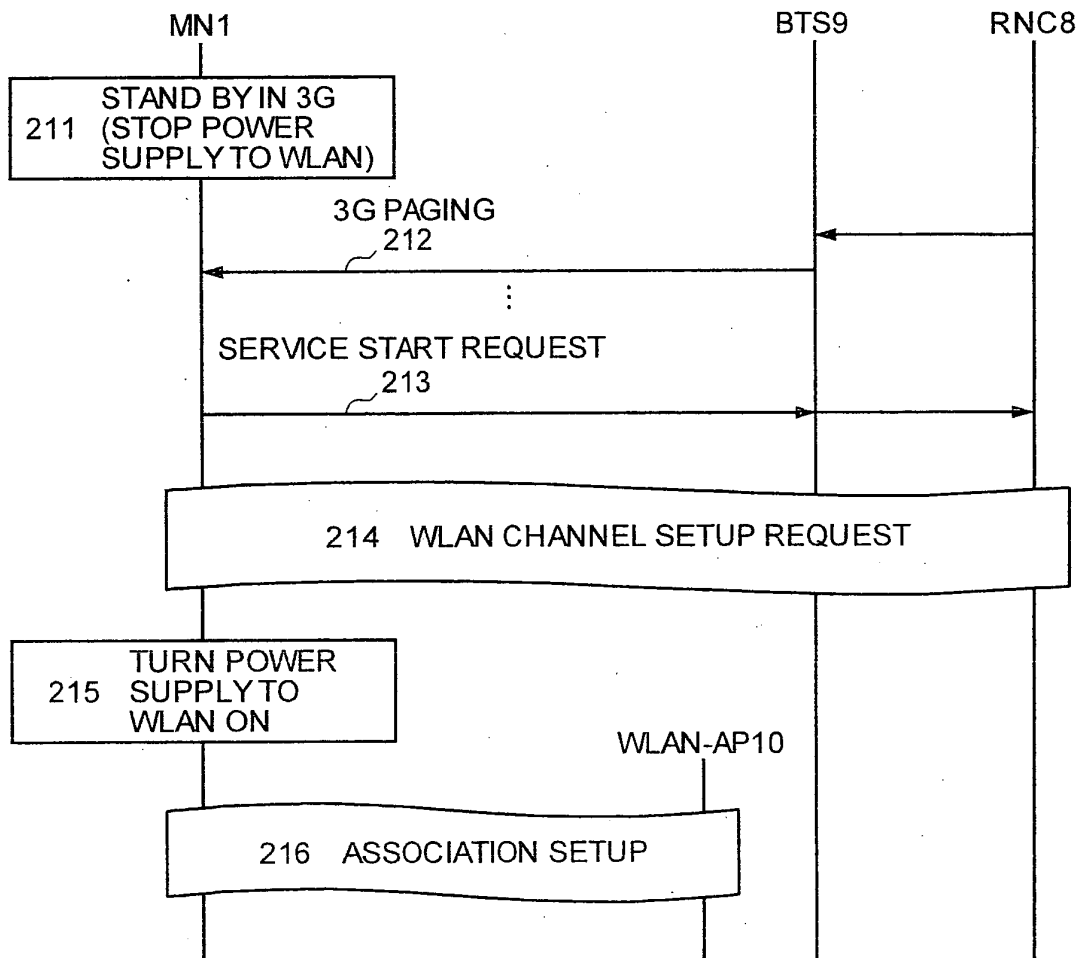 MN1
BTS9
RNC8
211
STAND BY IN 3G
(STOP POWER
SUPPLY TO WLAN)
3G PAGING
212
SERVICE START REQUEST
213
214 WLAN CHANNEL SETUP REQUEST
215
TURN POWER
SUPPLY TO
WLAN ON
WLAN-AP10
216 ASSOCIATION SETUP